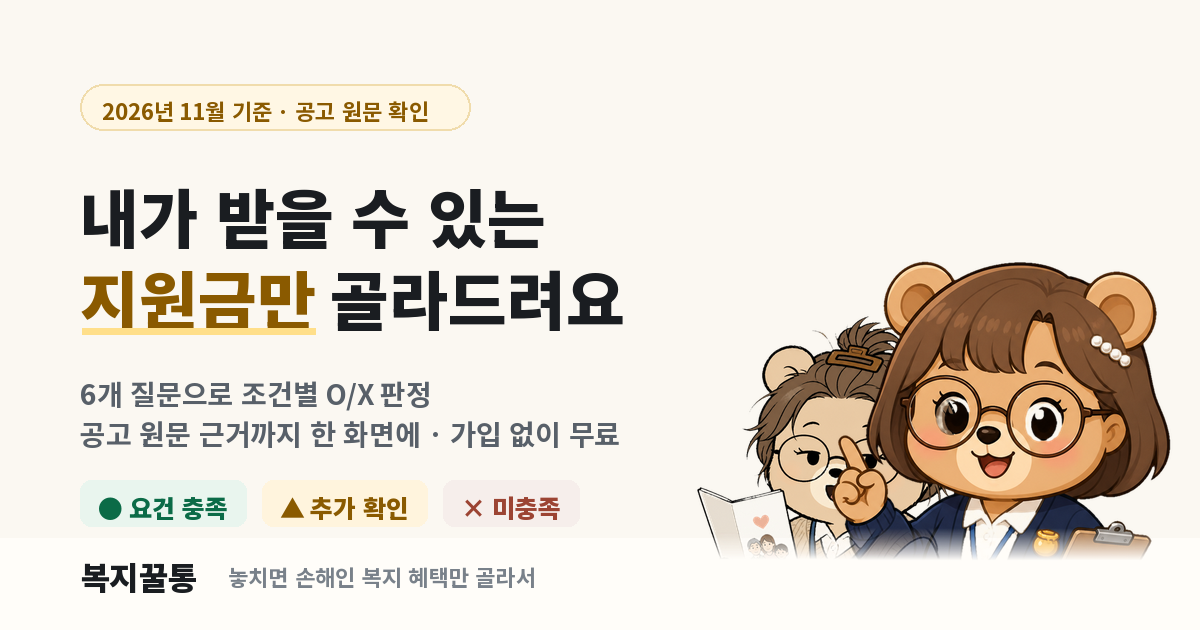 2026년 11월 기준 · 공고 원문 확인
내가 받을 수 있는
지원금만 골라드려요
6개 질문으로 조건별 O/X 판정
공고 원문 근거까지 한 화면에 · 가입 없이 무료
● 요건 충족
▲ 추가 확인
✕ 미충족
복지꿀통
놓치면 손해인 복지 혜택만 골라서